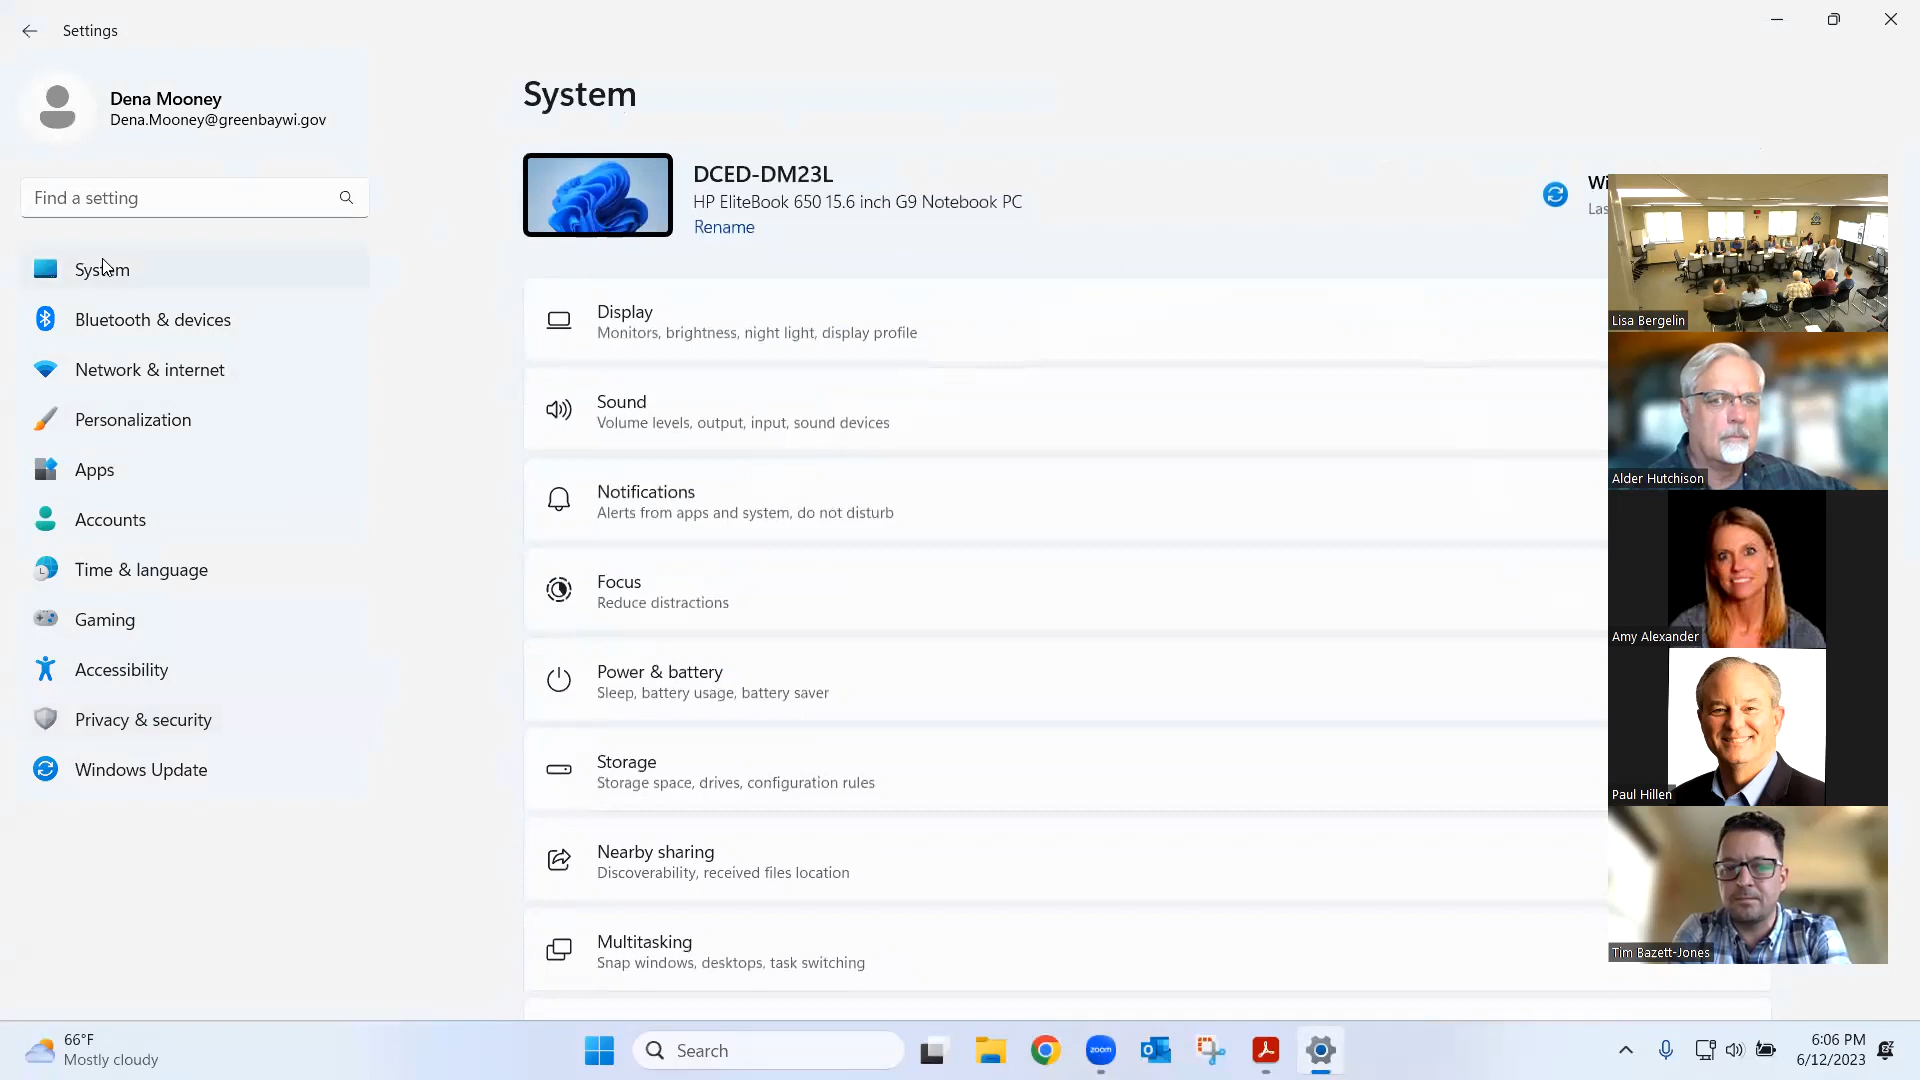 Settings
Dena Mooney
Dena.Mooney@greenbaywi.gov
Find a setting
System
Bluetooth & devices
Network & internet
Personalization
Apps
Accounts
Time & language
Gaming
Accessibility
Privacy & security
Windows Update
System
DCED-DM23L
HP EliteBook 650 15.6 inch G9 Notebook PC
Rename
Wi
Las
Display
Monitors, brightness, night light, display profile
Sound
Volume levels, output, input, sound devices
Notifications
Alerts from apps and system, do not disturb
Focus
Reduce distractions
Power & battery
Sleep, battery usage, battery saver
Storage
Storage space, drives, configuration rules
Nearby sharing
Discoverability, received files location
Multitasking
Snap windows, desktops, task switching
Lisa Bergelin
Alder Hutchison
Amy Alexander
Paul Hillen
Tim Bazett-Jones
66°F
Mostly cloudy
Search
zoom
6:06 PM
6/12/2023